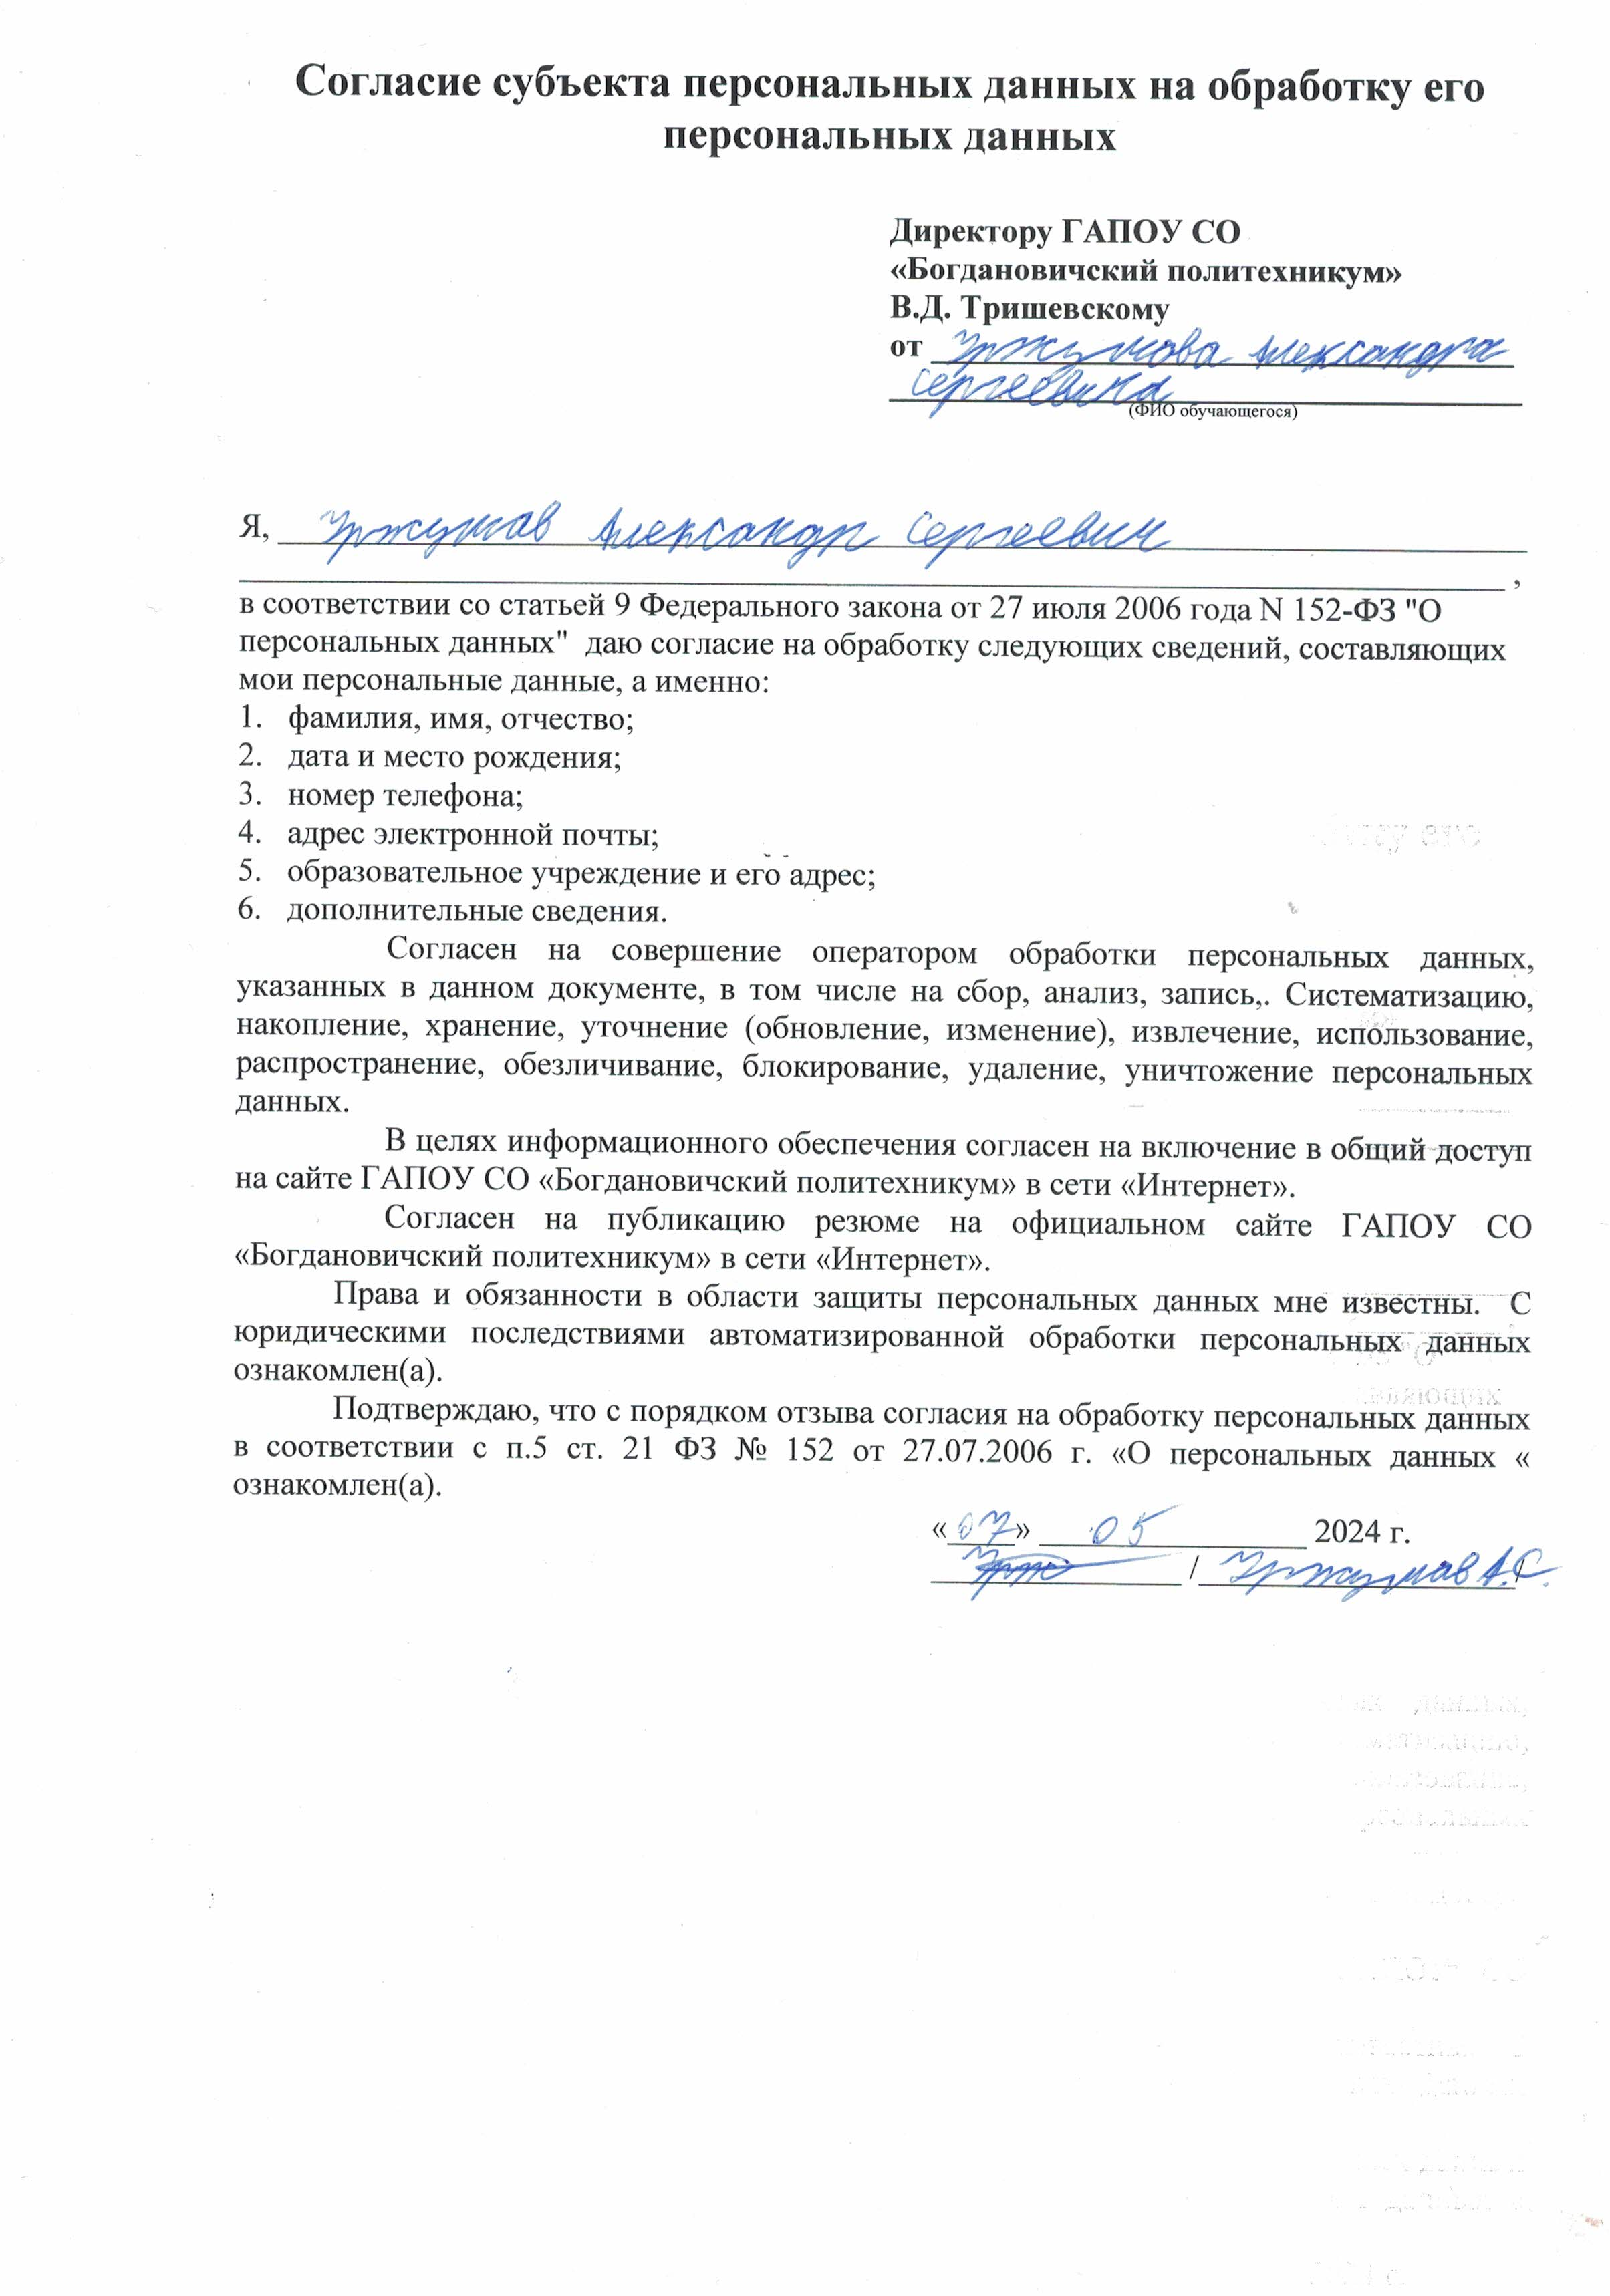 Согласие субъекта персональных данных на обработку его
персональных данных
Директору ГАПОУ СО
«Богдановичский политехникум»
В.Д. Тришевскому
от Уржумова Александра
Сергеевича
(ФИО обучающегося)
Я, Уржумов Александр Сергеевич
,
в соответствии со статьей 9 Федерального закона от 27 июля 2006 года N 152-ФЗ "О
персональных данных" даю согласие на обработку следующих сведений, составляющих
мои персональные данные, а именно:
1. фамилия, имя, отчество;
2. дата и место рождения;
3. номер телефона;
4. адрес электронной почты;
5. образовательное учреждение и его адрес;
6. дополнительные сведения.
Согласен на совершение оператором обработки персональных данных,
указанных в данном документе, в том числе на сбор, анализ, запись,. Систематизацию,
накопление, хранение, уточнение (обновление, изменение), извлечение, использование,
распространение, обезличивание, блокирование, удаление, уничтожение персональных
данных.
В целях информационного обеспечения согласен на включение в общий доступ
на сайте ГАПОУ СО «Богдановичский политехникум» в сети «Интернет».
Согласен на публикацию резюме на официальном сайте ГАПОУ СО
«Богдановичский политехникум» в сети «Интернет».
Права и обязанности в области защиты персональных данных мне известны. С
юридическими последствиями автоматизированной обработки персональных данных
ознакомлен(а).
Подтверждаю, что с порядком отзыва согласия на обработку персональных данных
в соответствии с п.5 ст. 21 ФЗ № 152 от 27.07.2006 г. «О персональных данных «
ознакомлен(а).
«07» 05 2024 г.
/ Уржумов А.С. /